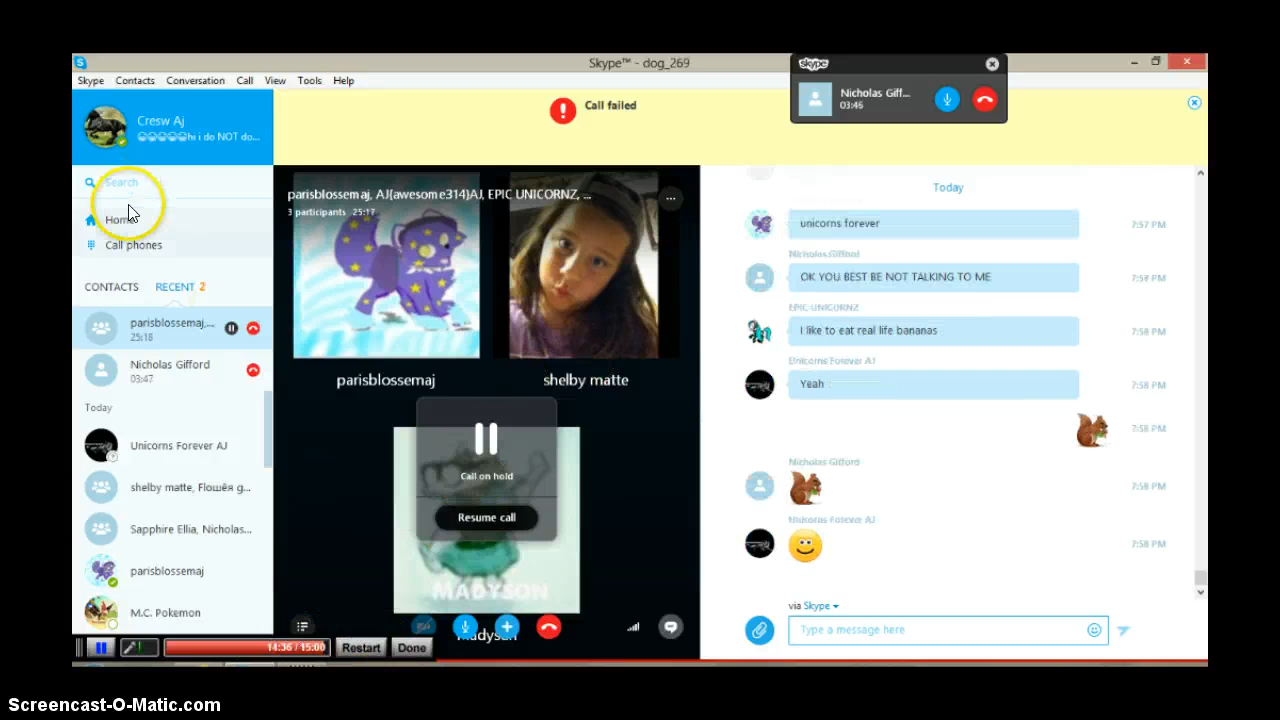 Skype™ - dog_269
Skype Contacts Conversation Call View Tools Help
skype
Nicholas Giff...
03:46
Cresw Aj
hi i do NOT do...
Call failed
Search
Home
Call phones
CONTACTS RECENT 2
parisblossemaj,...
25:18
Nicholas Gifford
03:47
Today
Unicorns Forever AJ
shelby matte, Flošëя g...
Sapphire Ellia, Nicholas...
parisblossemaj
M.C. Pokemon
parisblossemaj, AJ(awesome314)AJ, EPIC UNICORNZ, ...
3 participants 25:17
parisblossemaj
shelby matte
Call on hold
Resume call
MADYSON
Today
unicorns forever
7:57 PM
Nicholas Gifford
OK YOU BEST BE NOT TALKING TO ME
7:58 PM
EPIC UNICORNZ
I like to eat real life bananas
7:58 PM
Unicorns Forever AJ
Yeah
7:58 PM
7:58 PM
Nicholas Gifford
7:58 PM
Unicorns Forever AJ
7:58 PM
via Skype
Type a message here
14:36 / 15:00
Restart
Done
Screencast-O-Matic.com